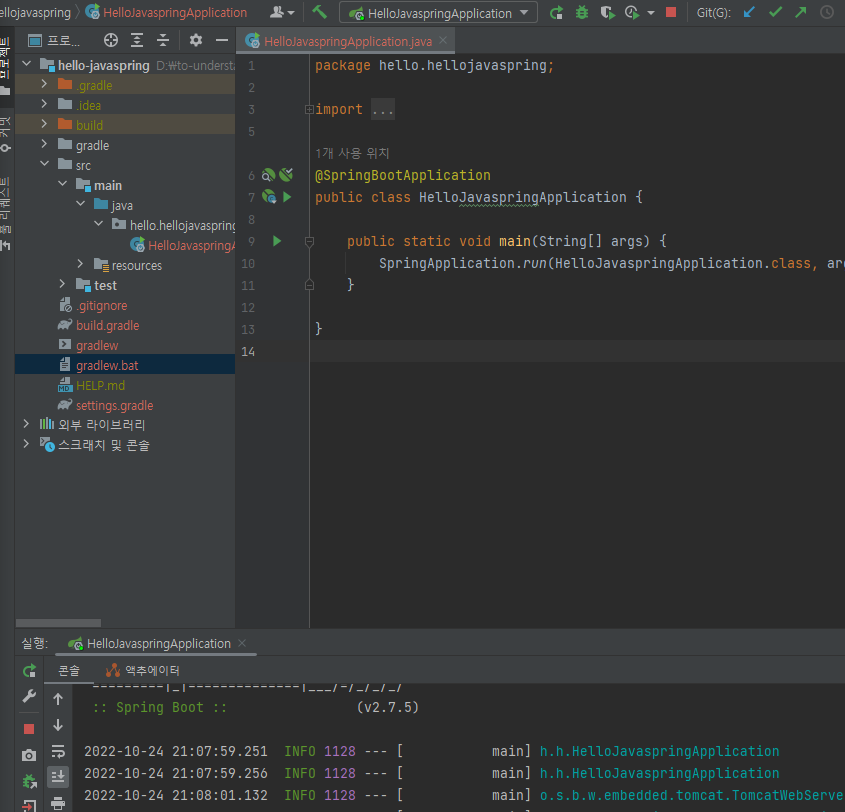 ellojavaspring HelloJavaspringApplication HelloJavaspringApplication Git(G):
프로... HelloJavaspringApplication.java
hello-javaspring D:₩to-underst
.gradle
.idea
build
gradle
src
main
java
hello.hellojavaspring
HelloJavaspringA
resources
test
.gitignore
build.gradle
gradlew
gradlew.bat
HELP.md
settings.gradle
외부 라이브러리
스크래치 및 콘솔
1 package hello.hellojavaspring;
2
3 import ...
5
1개 사용 위치
6 @SpringBootApplication
7 public class HelloJavaspringApplication {
8
9 public static void main(String[] args) {
10 SpringApplication.run(HelloJavaspringApplication.class, ar
11 }
12
13 }
14
실행: HelloJavaspringApplication
콘솔 액추에이터
:: Spring Boot :: (v2.7.5)
2022-10-24 21:07:59.251 INFO 1128 --- [ main] h.h.HelloJavaspringApplication
2022-10-24 21:07:59.256 INFO 1128 --- [ main] h.h.HelloJavaspringApplication
2022-10-24 21:08:01.132 INFO 1128 --- [ main] o.s.b.w.embedded.tomcat.TomcatWebServe